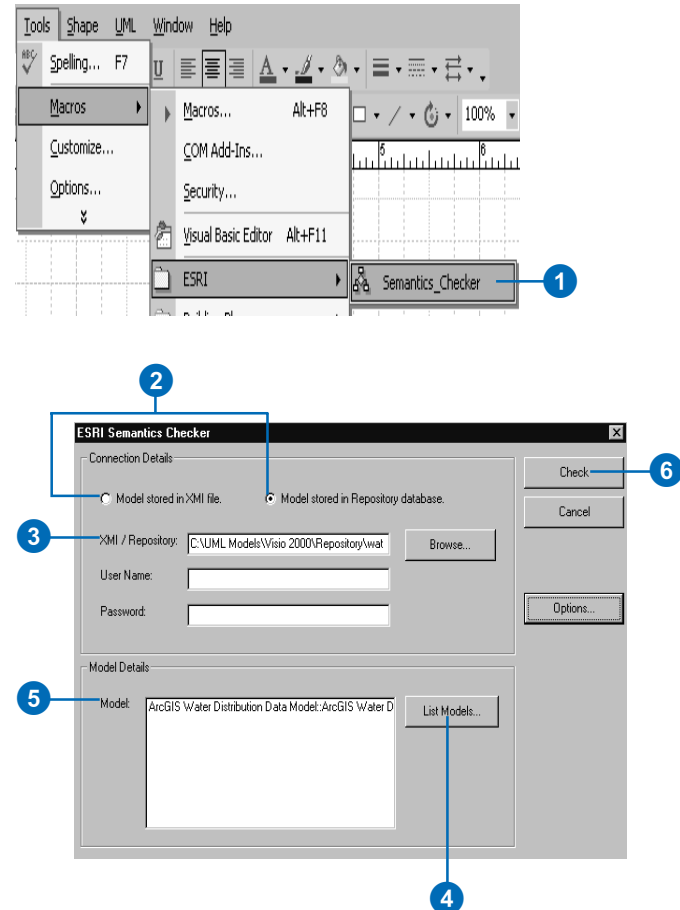 Tools Shape UML Window Help
ABC Spelling... F7 U A 
Macros Macros... Alt+F8 100%
Customize... COM Add-Ins... 5 6
Options... Security...
Visual Basic Editor Alt+F11
ESRI Semantics_Checker 1
2
ESRI Semantics Checker
Connection Details
Check 6
Model stored in XMI file. Model stored in Repository database.
Cancel
3 XMI / Repository: C:\UML Models\Visio 2000\Repository\wat Browse...
User Name:
Password: Options...
Model Details
5 Model: ArcGIS Water Distribution Data Model::ArcGIS Water D List Models...
4